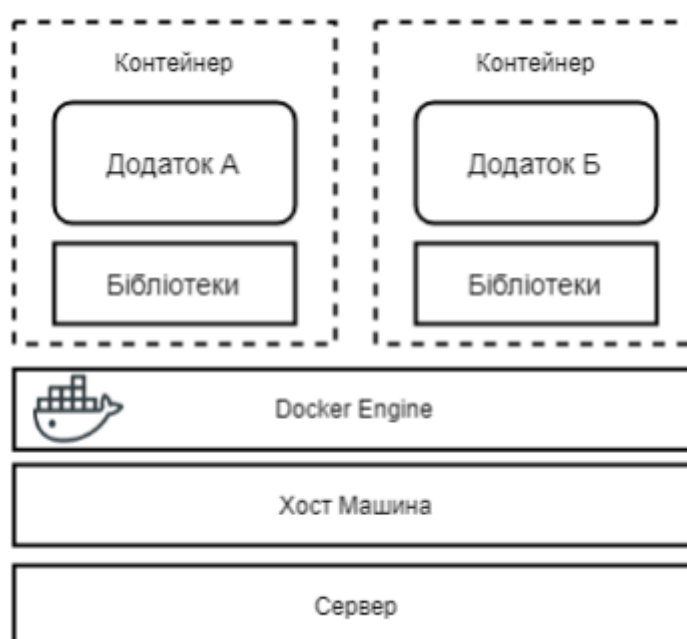 Контейнер
Контейнер
Додаток А
Додаток Б
Бібліотеки
Бібліотеки
Docker Engine
Хост Машина
Сервер